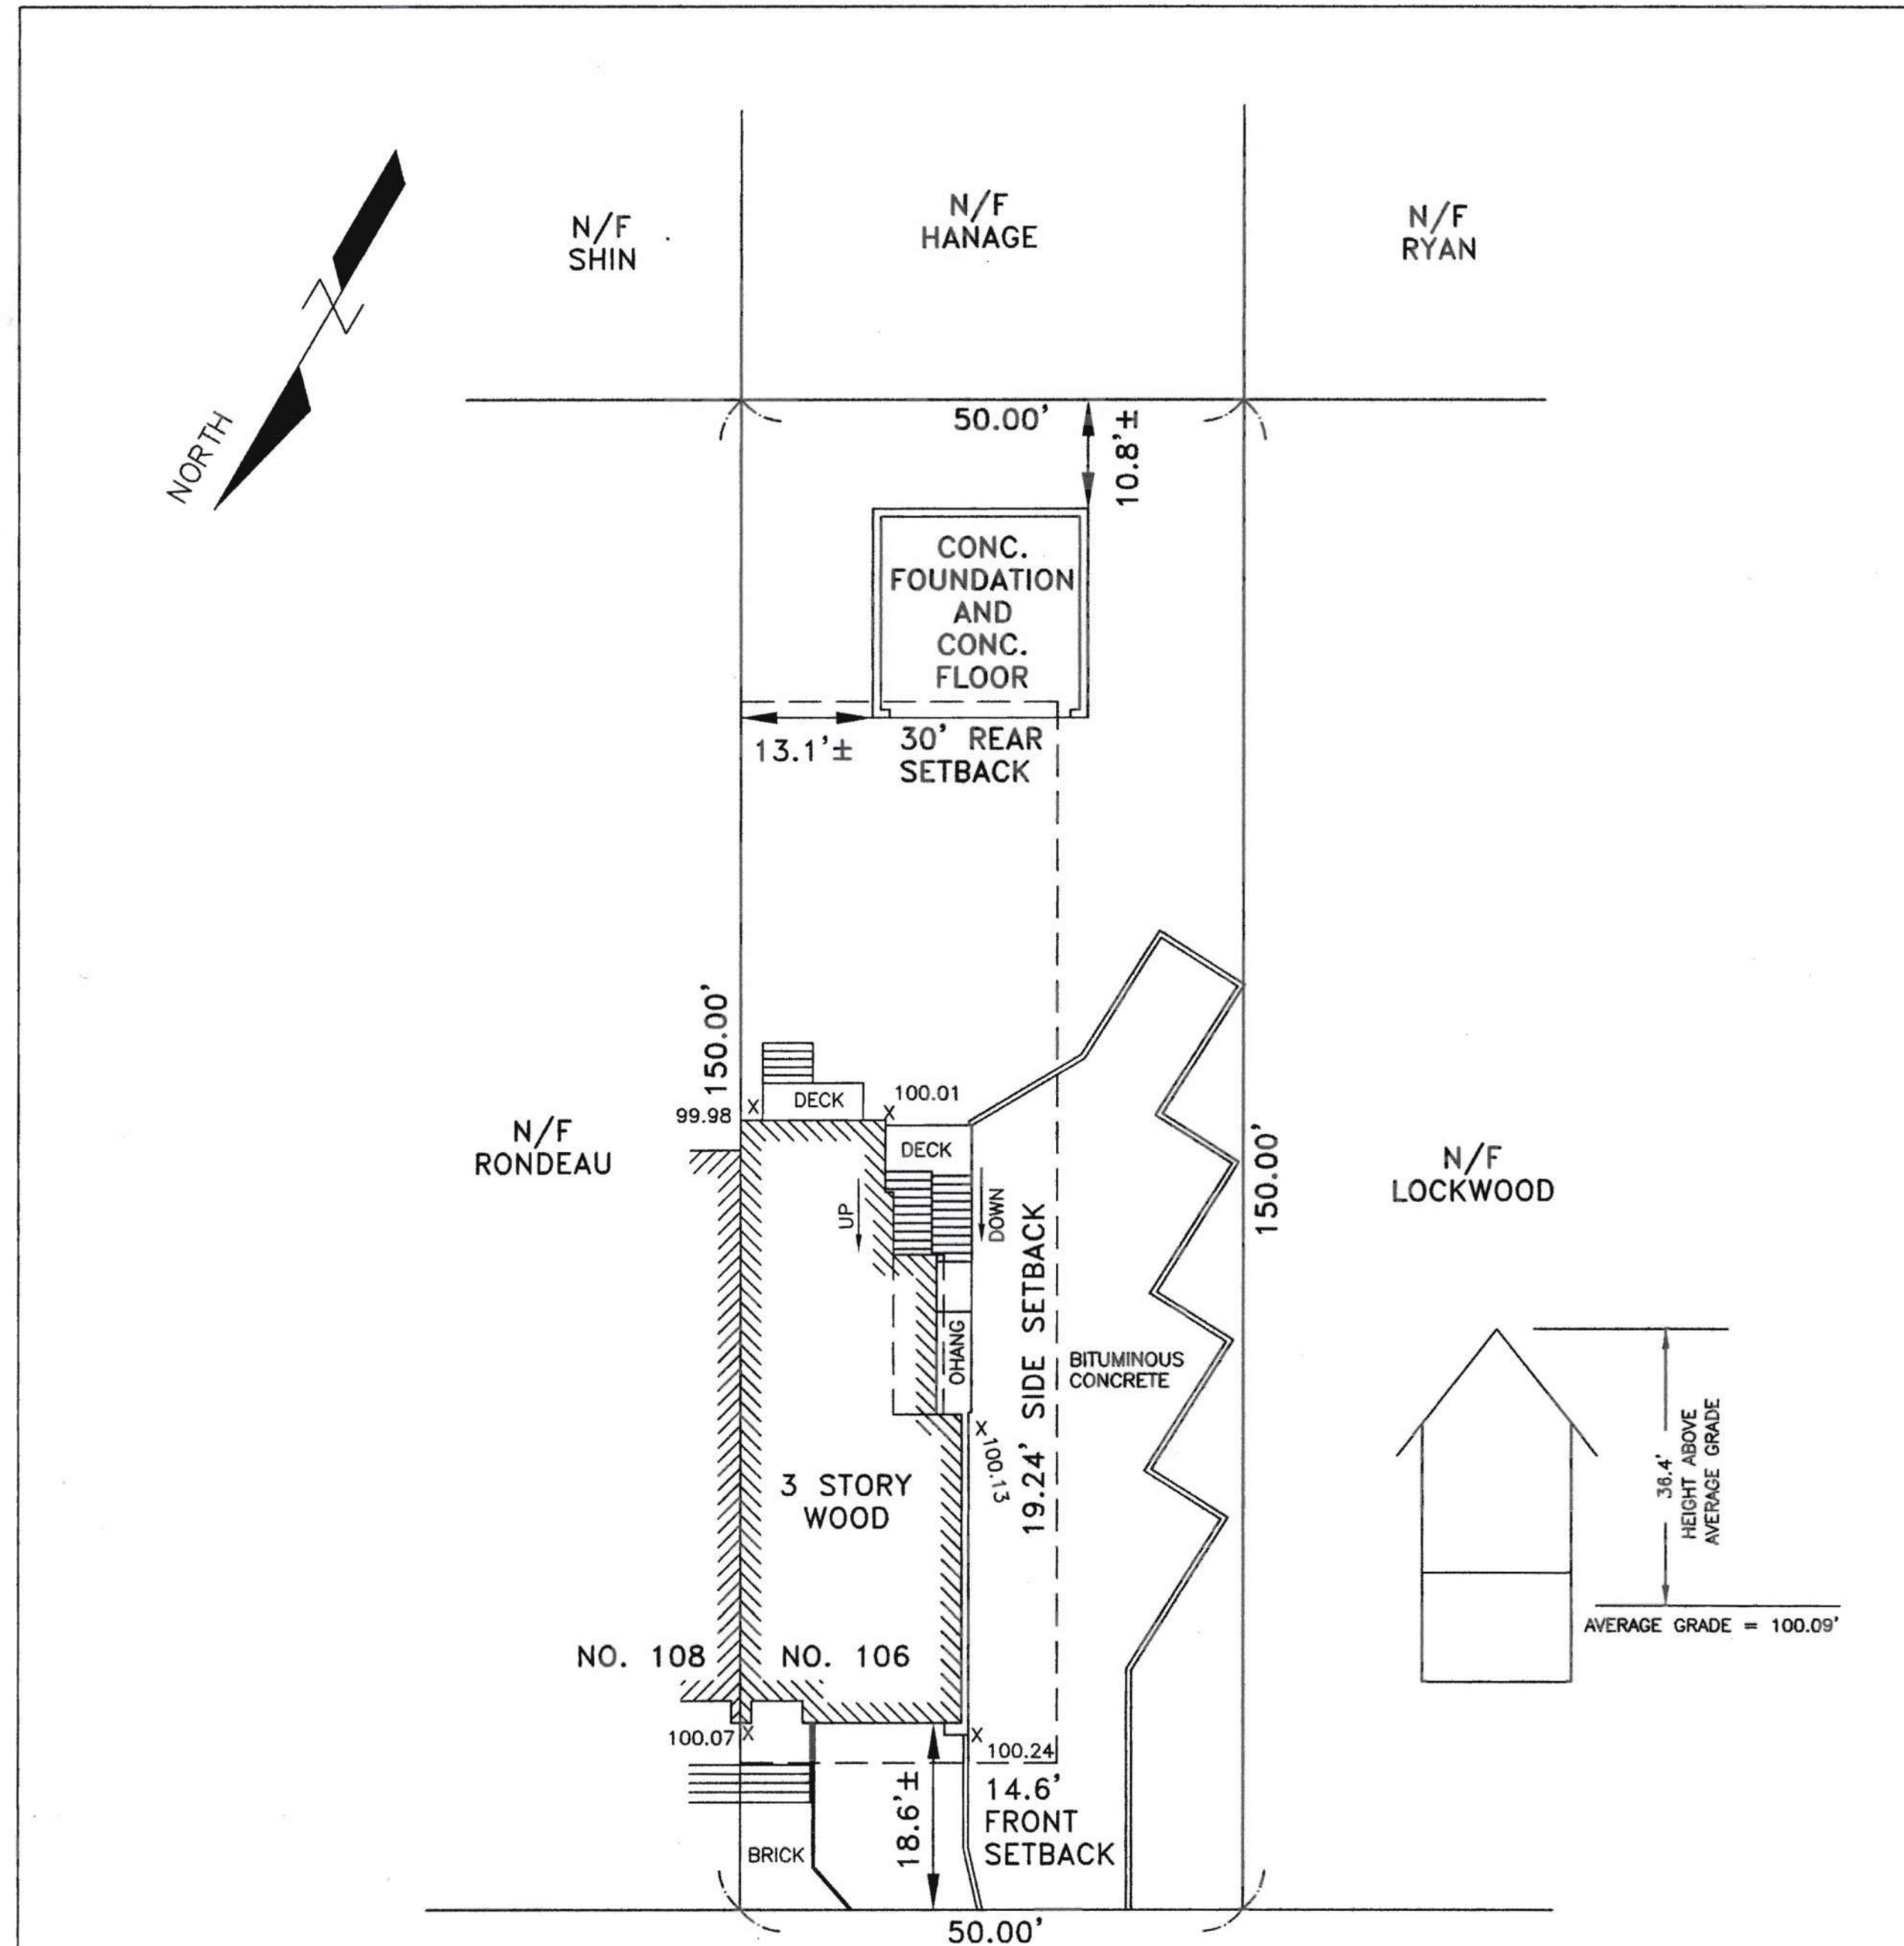 N/F
SHIN
N/F
HANAGE
N/F
RYAN
NORTH
50.00'
10.8'±
CONC.
FOUNDATION
AND
CONC.
FLOOR
13.1'±
30' REAR
SETBACK
150.00'
DECK
100.01
99.98
N/F
RONDEAU
DECK
UP
DOWN
150.00'
N/F
LOCKWOOD
OHANG
19.24' SIDE SETBACK
BITUMINOUS
CONCRETE
100.13
3 STORY
WOOD
36.4'
HEIGHT ABOVE
AVERAGE GRADE
AVERAGE GRADE = 100.09'
NO. 108
NO. 106
100.07
100.24
18.6'±
14.6'
FRONT
SETBACK
BRICK
50.00'